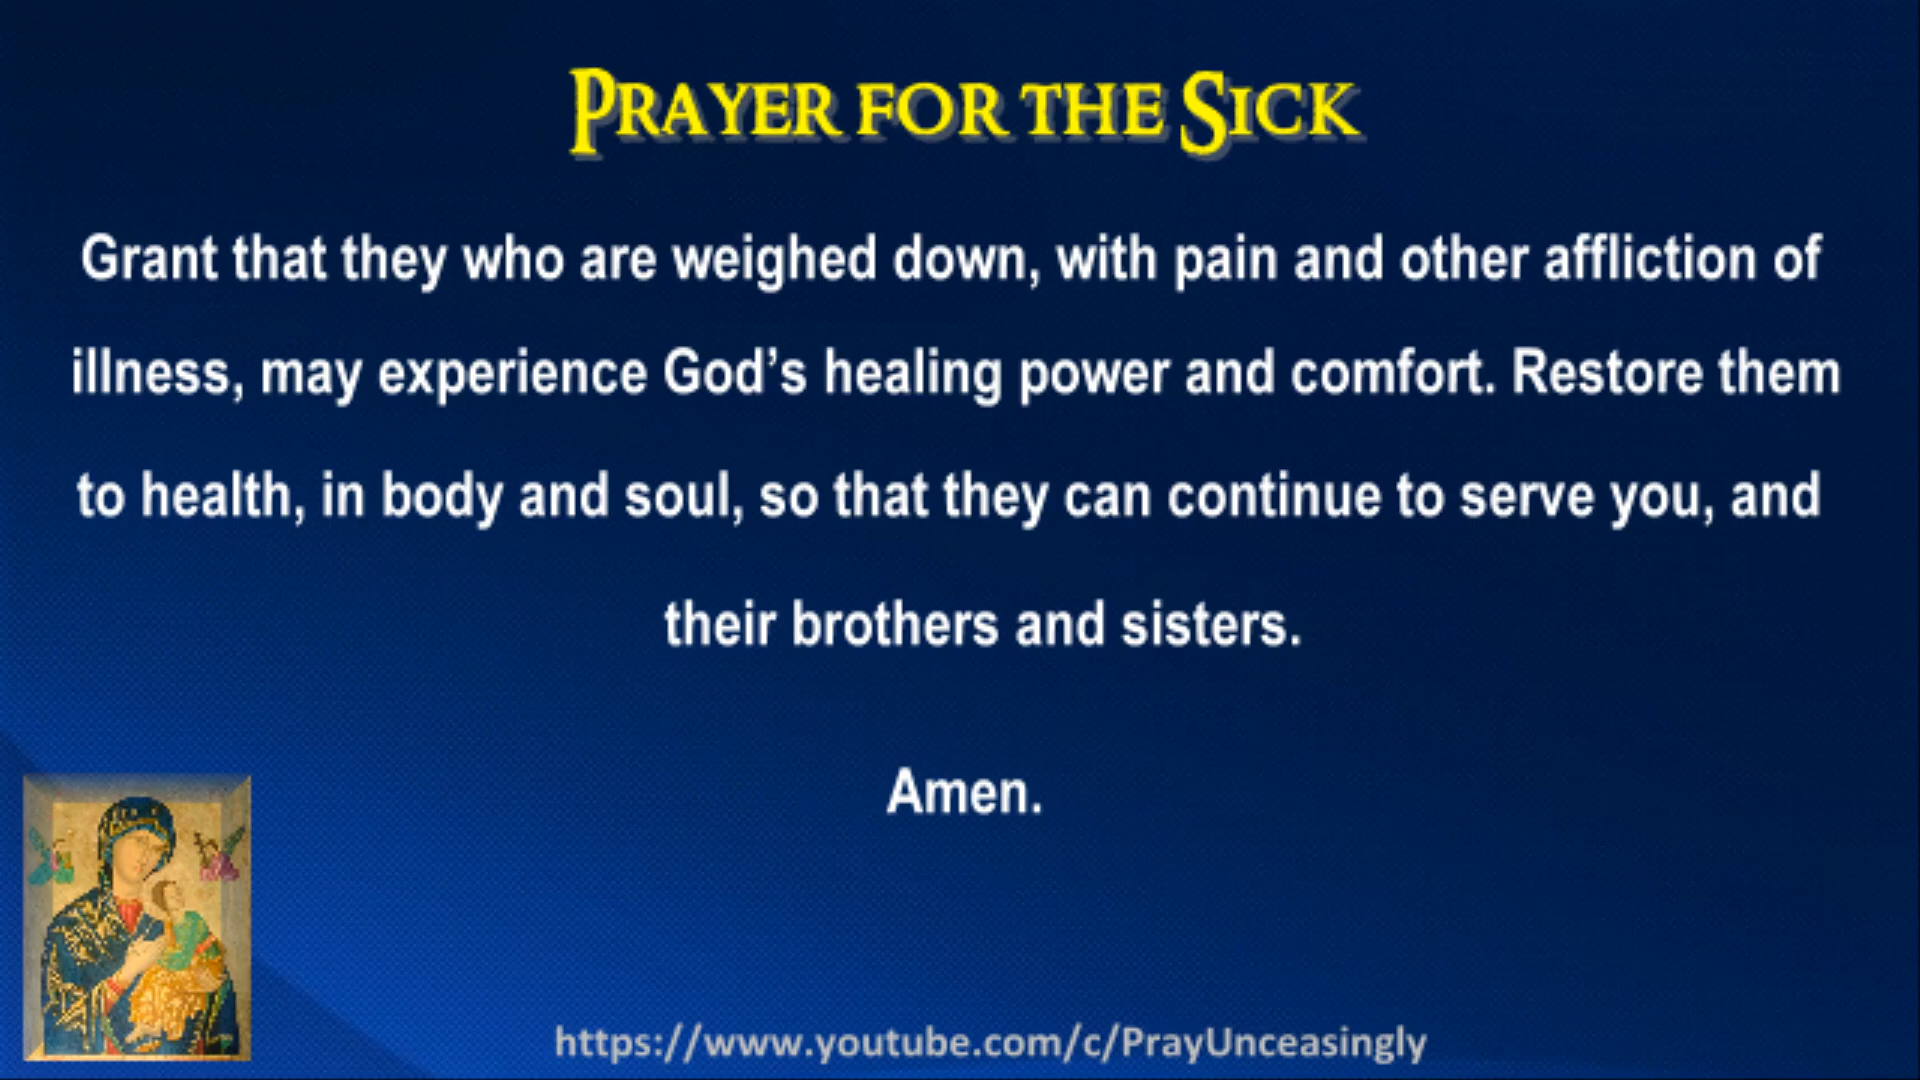 PRAYER FOR THE SICK
Grant that they who are weighed down, with pain and other affliction of
illness, may experience God’s healing power and comfort. Restore them
to health, in body and soul, so that they can continue to serve you, and
their brothers and sisters.
Amen.
https://www.youtube.com/c/PrayUnceasingly